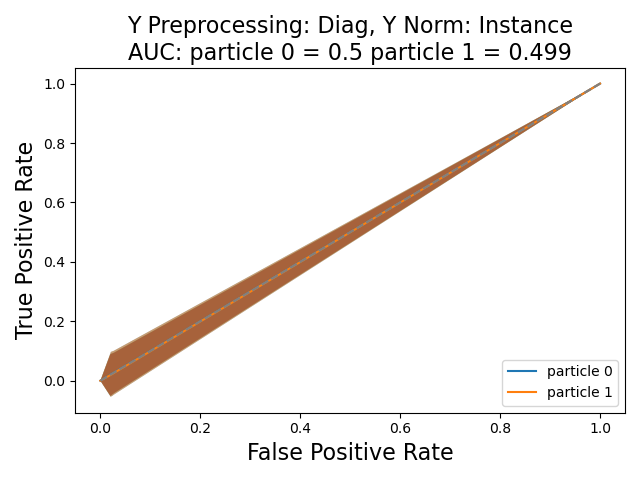 Y Preprocessing: Diag, Y Norm: Instance
AUC: particle 0 = 0.5 particle 1 = 0.499
True Positive Rate
1.0
0.8
0.6
0.4
0.2
0.0
particle 0
particle 1
0.0 0.2 0.4 0.6 0.8 1.0
False Positive Rate